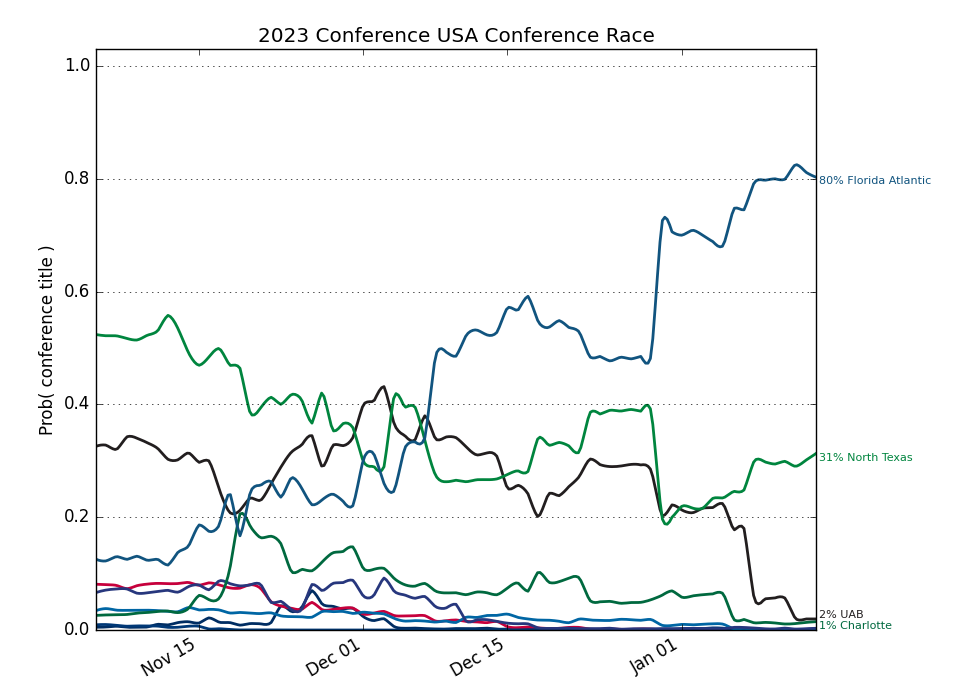 2023 Conference USA Conference Race
Prob( conference title )
1.0
0.8
0.6
0.4
0.2
0.0
Nov 15
Dec 01
Dec 15
Jan 01
80% Florida Atlantic
31% North Texas
2% UAB
1% Charlotte